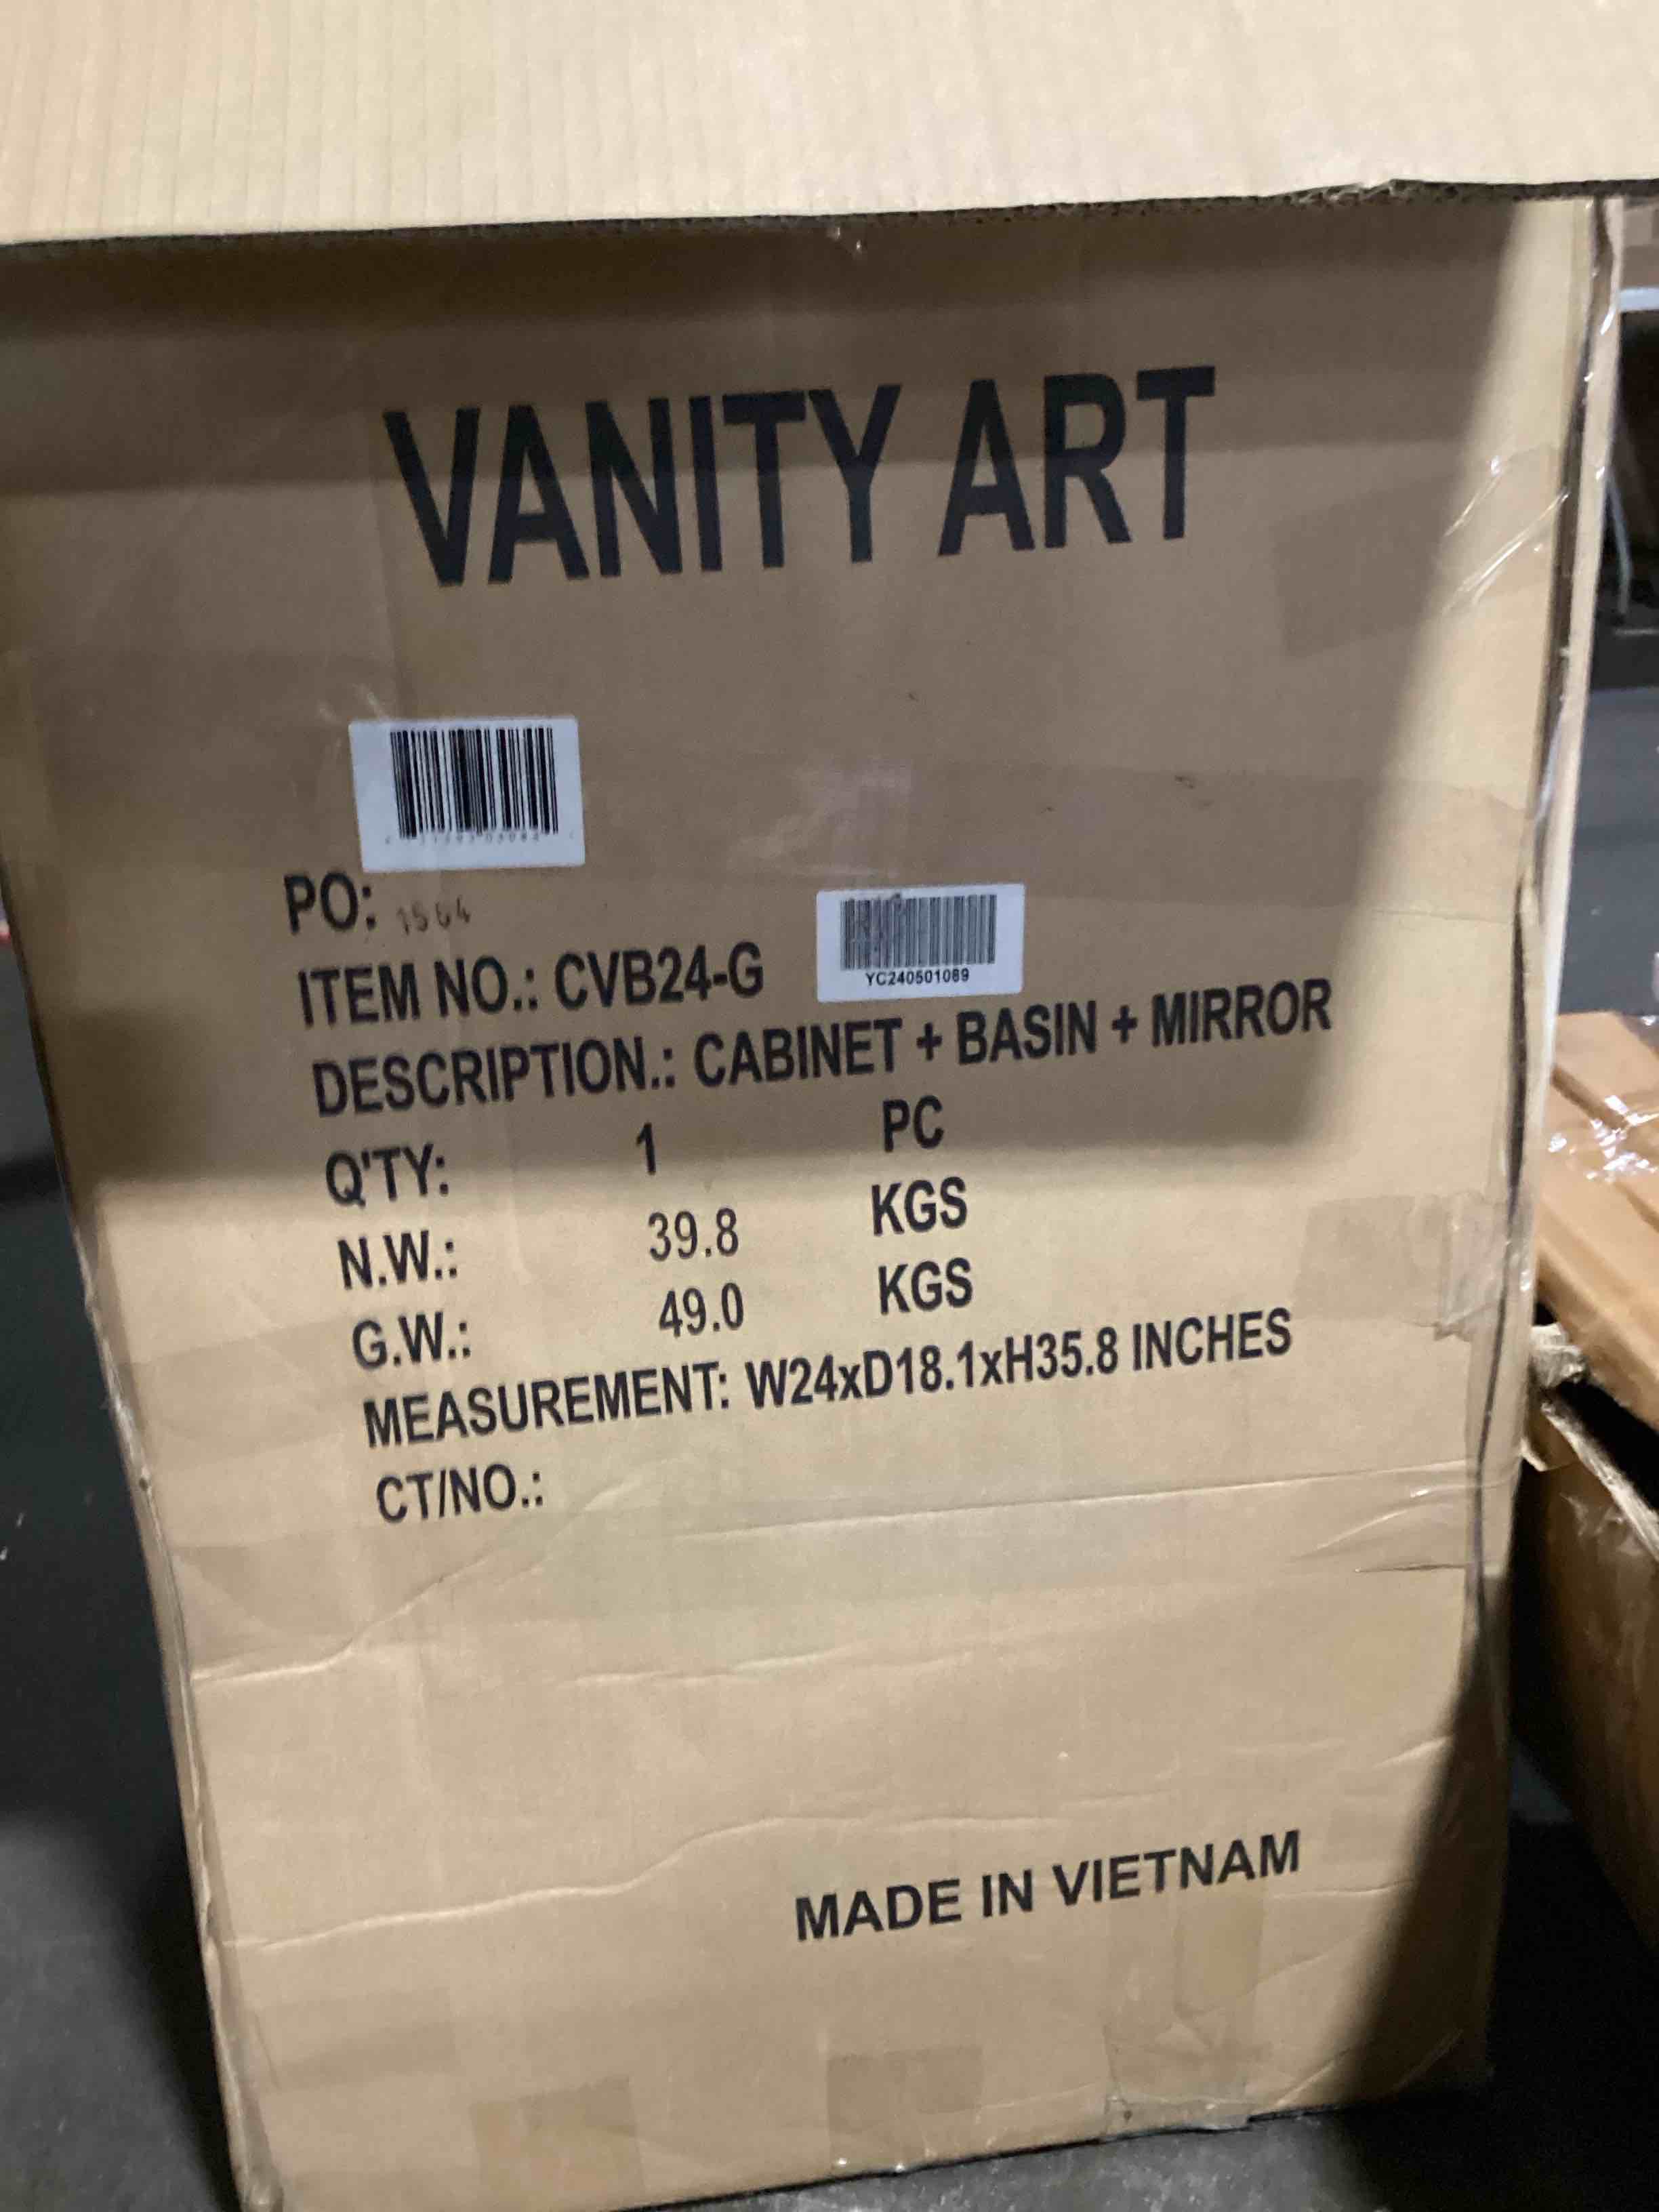 VANITY ART
PO: 1564
ITEM NO.: CVB24-G
YC240501089
DESCRIPTION.: CABINET + BASIN + MIRROR
Q'TY: 1 PC
N.W.: 39.8 KGS
G.W.: 49.0 KGS
MEASUREMENT: W24xD18.1xH35.8 INCHES
CT/NO.:
MADE IN VIETNAM